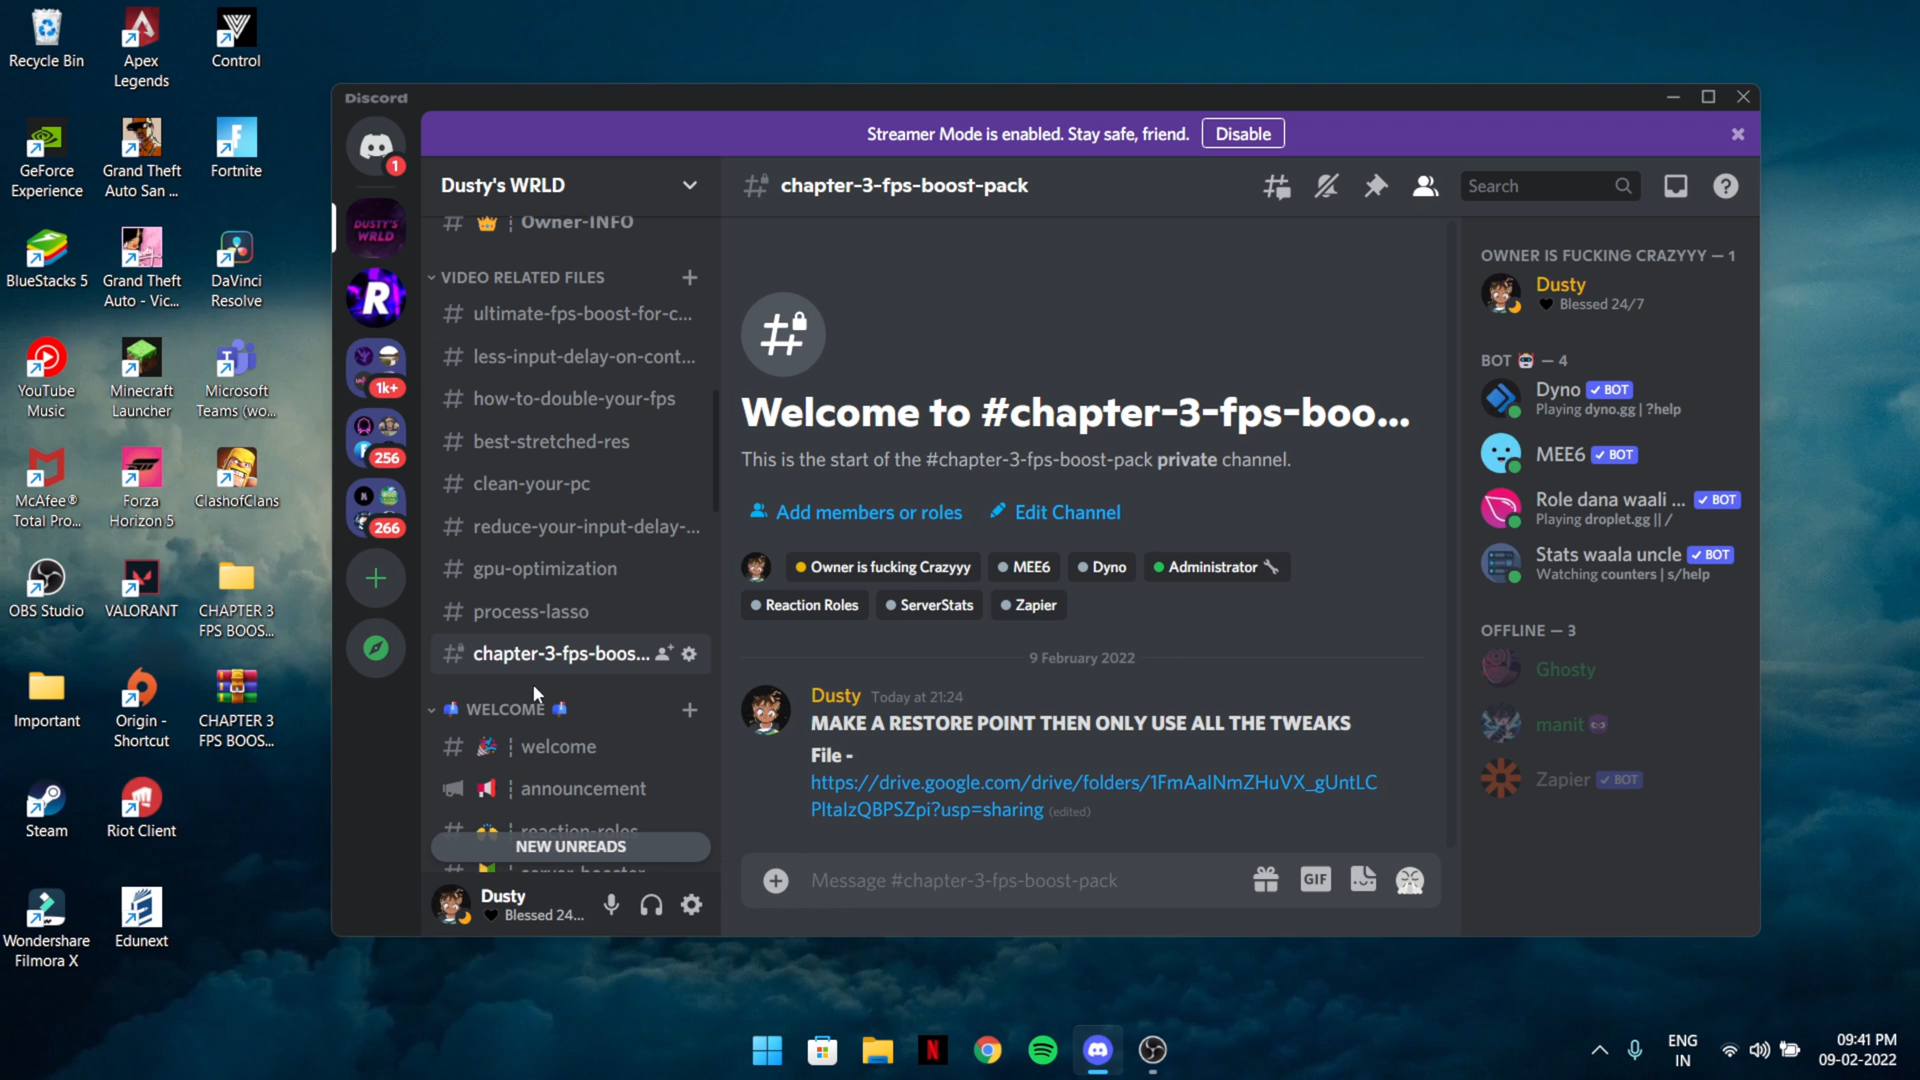 Recycle Bin
Apex
Legends
Control
GeForce
Experience
Grand Theft
Auto San ...
Fortnite
BlueStacks 5
Grand Theft
Auto - Vic...
DaVinci
Resolve
YouTube
Music
Minecraft
Launcher
Microsoft
Teams (wo...
McAfee®
Total Pro...
Forza
Horizon 5
ClashofClans
OBS Studio
VALORANT
CHAPTER 3
FPS BOOS...
Important
Origin -
Shortcut
CHAPTER 3
FPS BOOS...
Steam
Riot Client
Wondershare
Filmora X
Edunext
Discord
Streamer Mode is enabled. Stay safe, friend.
Disable
1
DUSTY'S
WRLD
R
1k+
256
266
Dusty's WRLD
# 👑 ¦ Owner-INFO
VIDEO RELATED FILES
# ultimate-fps-boost-for-c...
# less-input-delay-on-cont...
# how-to-double-your-fps
# best-stretched-res
# clean-your-pc
# reduce-your-input-delay-...
# gpu-optimization
# process-lasso
# chapter-3-fps-boos...
📫 WELCOME 📫
# 🎉 ¦ welcome
📢 ¦ announcement
reaction-roles
NEW UNREADS
server-booster
Dusty
🖤 Blessed 24...
# chapter-3-fps-boost-pack
Search
Welcome to #chapter-3-fps-boo...
This is the start of the #chapter-3-fps-boost-pack private channel.
Add members or roles
Edit Channel
Owner is fucking Crazyyy
MEE6
Dyno
Administrator 🔧
Reaction Roles
ServerStats
Zapier
9 February 2022
Dusty Today at 21:24
MAKE A RESTORE POINT THEN ONLY USE ALL THE TWEAKS
File -
https://drive.google.com/drive/folders/1FmAalNmZHuVX_gUntLC
PltalzQBPSZpi?usp=sharing (edited)
Message #chapter-3-fps-boost-pack
GIF
OWNER IS FUCKING CRAZYYY — 1
Dusty
🖤 Blessed 24/7
BOT 🤖 — 4
Dyno ✓ BOT
Playing dyno.gg | ?help
MEE6 ✓ BOT
Role dana waali ... ✓ BOT
Playing droplet.gg || /
Stats waala uncle ✓ BOT
Watching counters | s/help
OFFLINE — 3
Ghosty
manit
Zapier ✓ BOT
ENG
IN
09:41 PM
09-02-2022